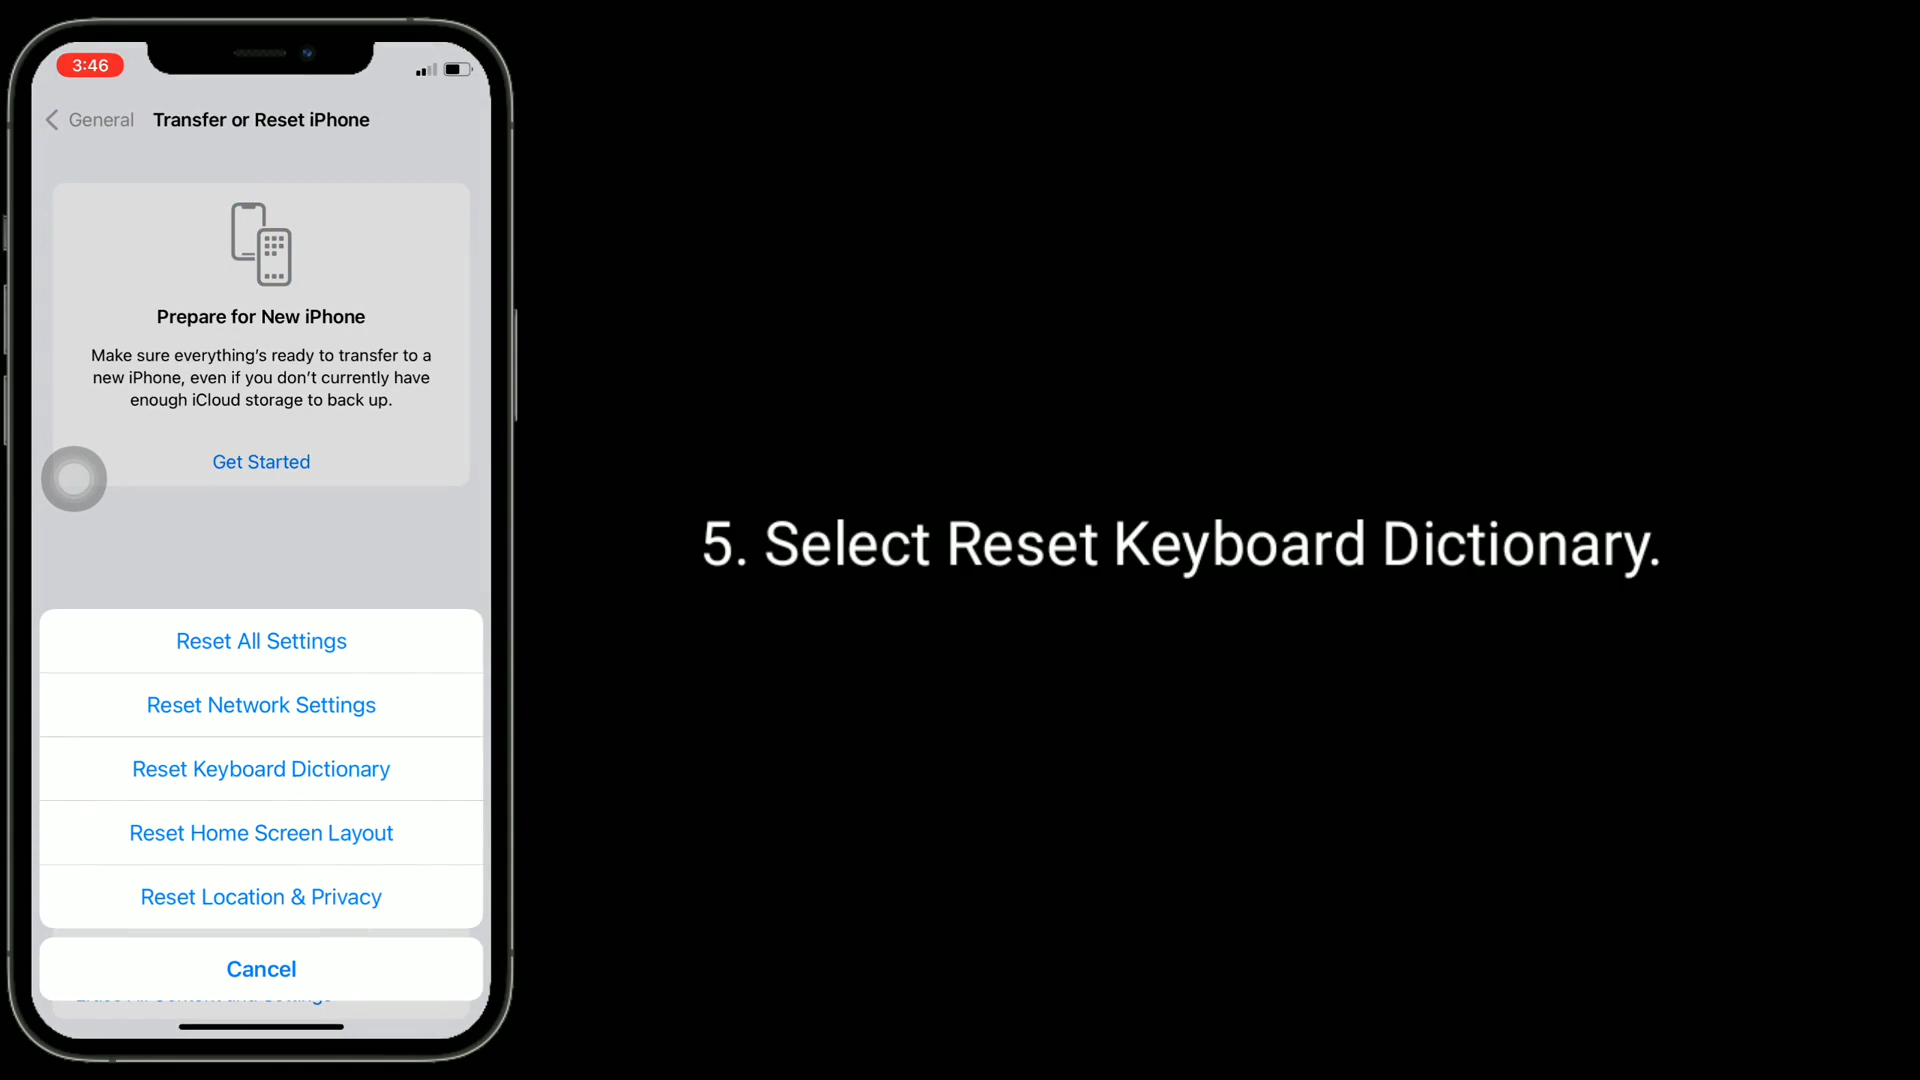 3:46
General
Transfer or Reset iPhone
Prepare for New iPhone
Make sure everything's ready to transfer to a
new iPhone, even if you don't currently have
enough iCloud storage to back up.
Get Started
5. Select Reset Keyboard Dictionary.
Reset All Settings
Reset Network Settings
Reset Keyboard Dictionary
Reset Home Screen Layout
Reset Location & Privacy
Cancel